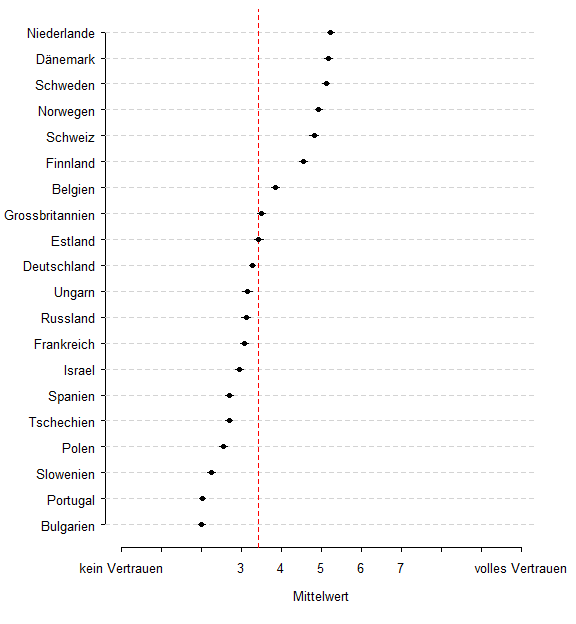 Niederlande
Dänemark
Schweden
Norwegen
Schweiz
Finnland
Belgien
Grossbritannien
Estland
Deutschland
Ungarn
Russland
Frankreich
Israel
Spanien
Tschechien
Polen
Slowenien
Portugal
Bulgarien
kein Vertrauen 3 4 5 6 7 volles Vertrauen
Mittelwert